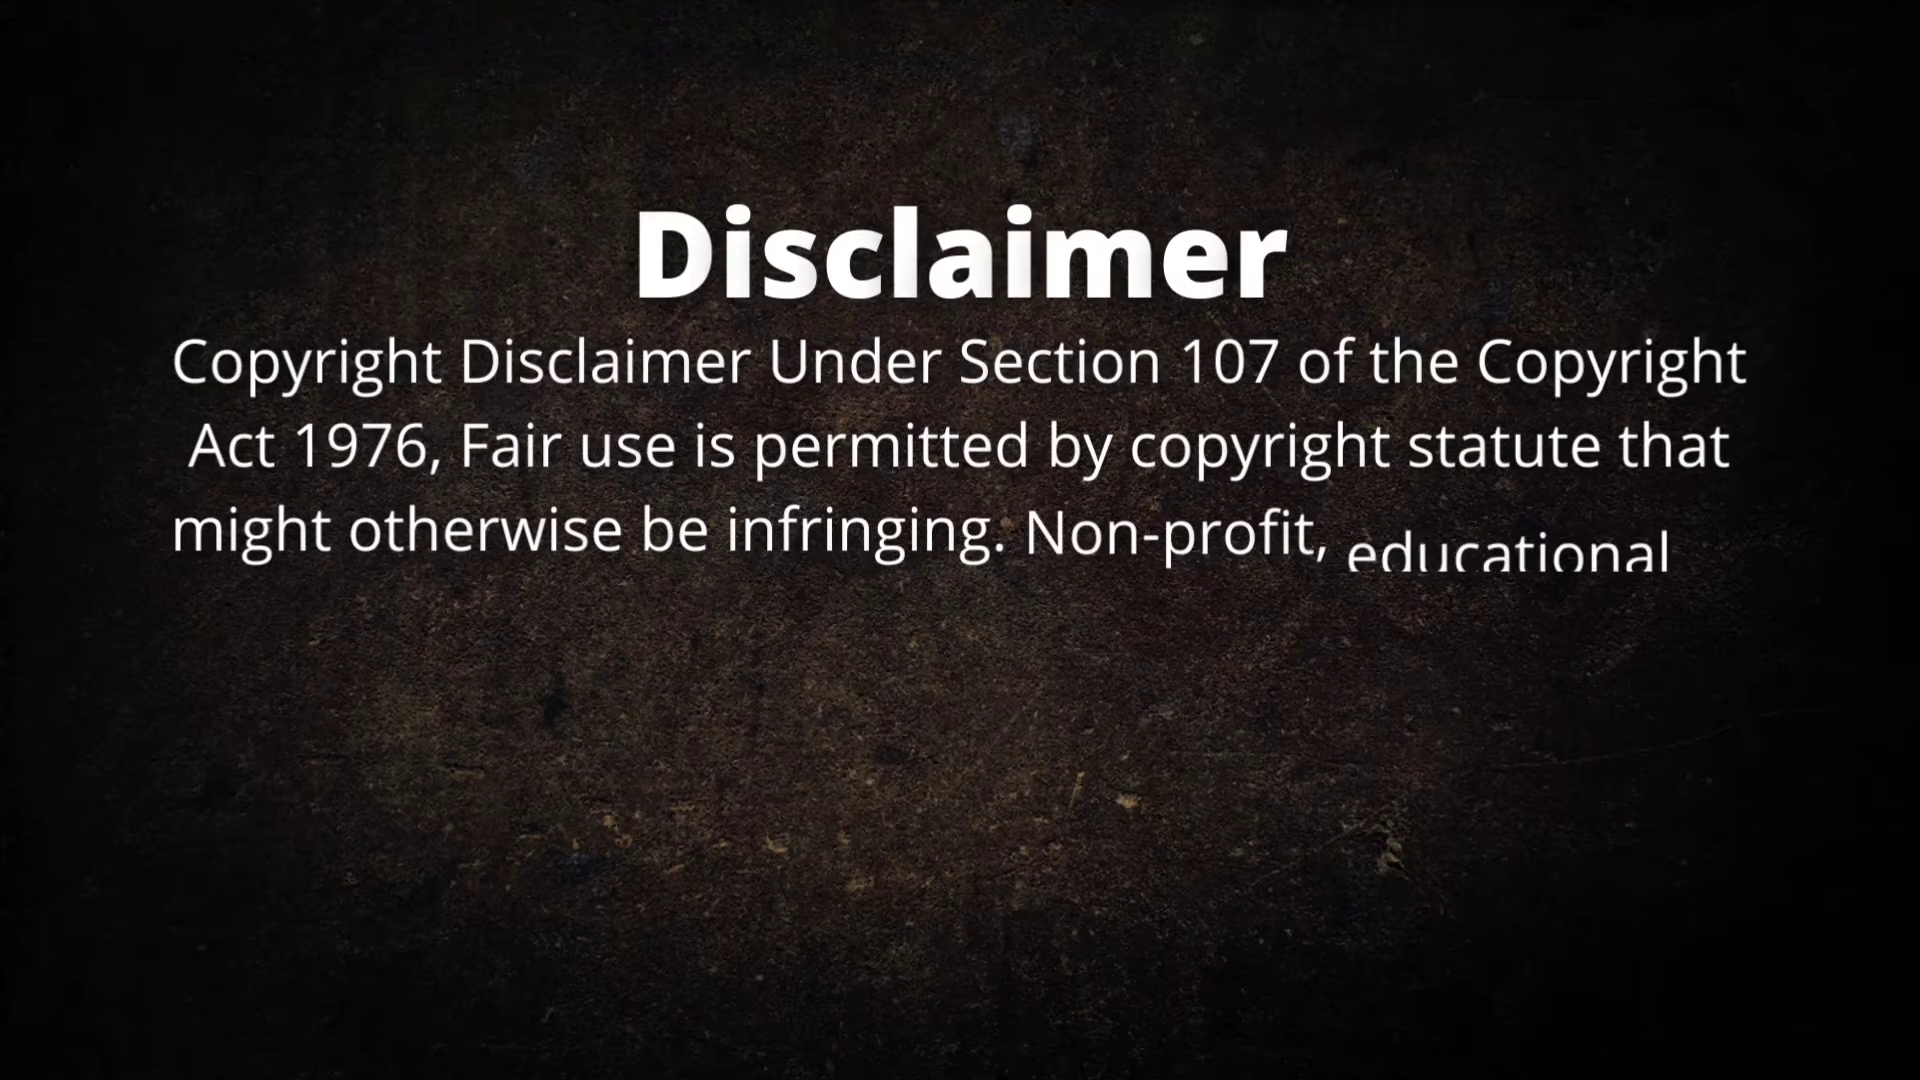 Disclaimer
Copyright Disclaimer Under Section 107 of the Copyright
Act 1976, Fair use is permitted by copyright statute that
might otherwise be infringing. Non-profit, educational